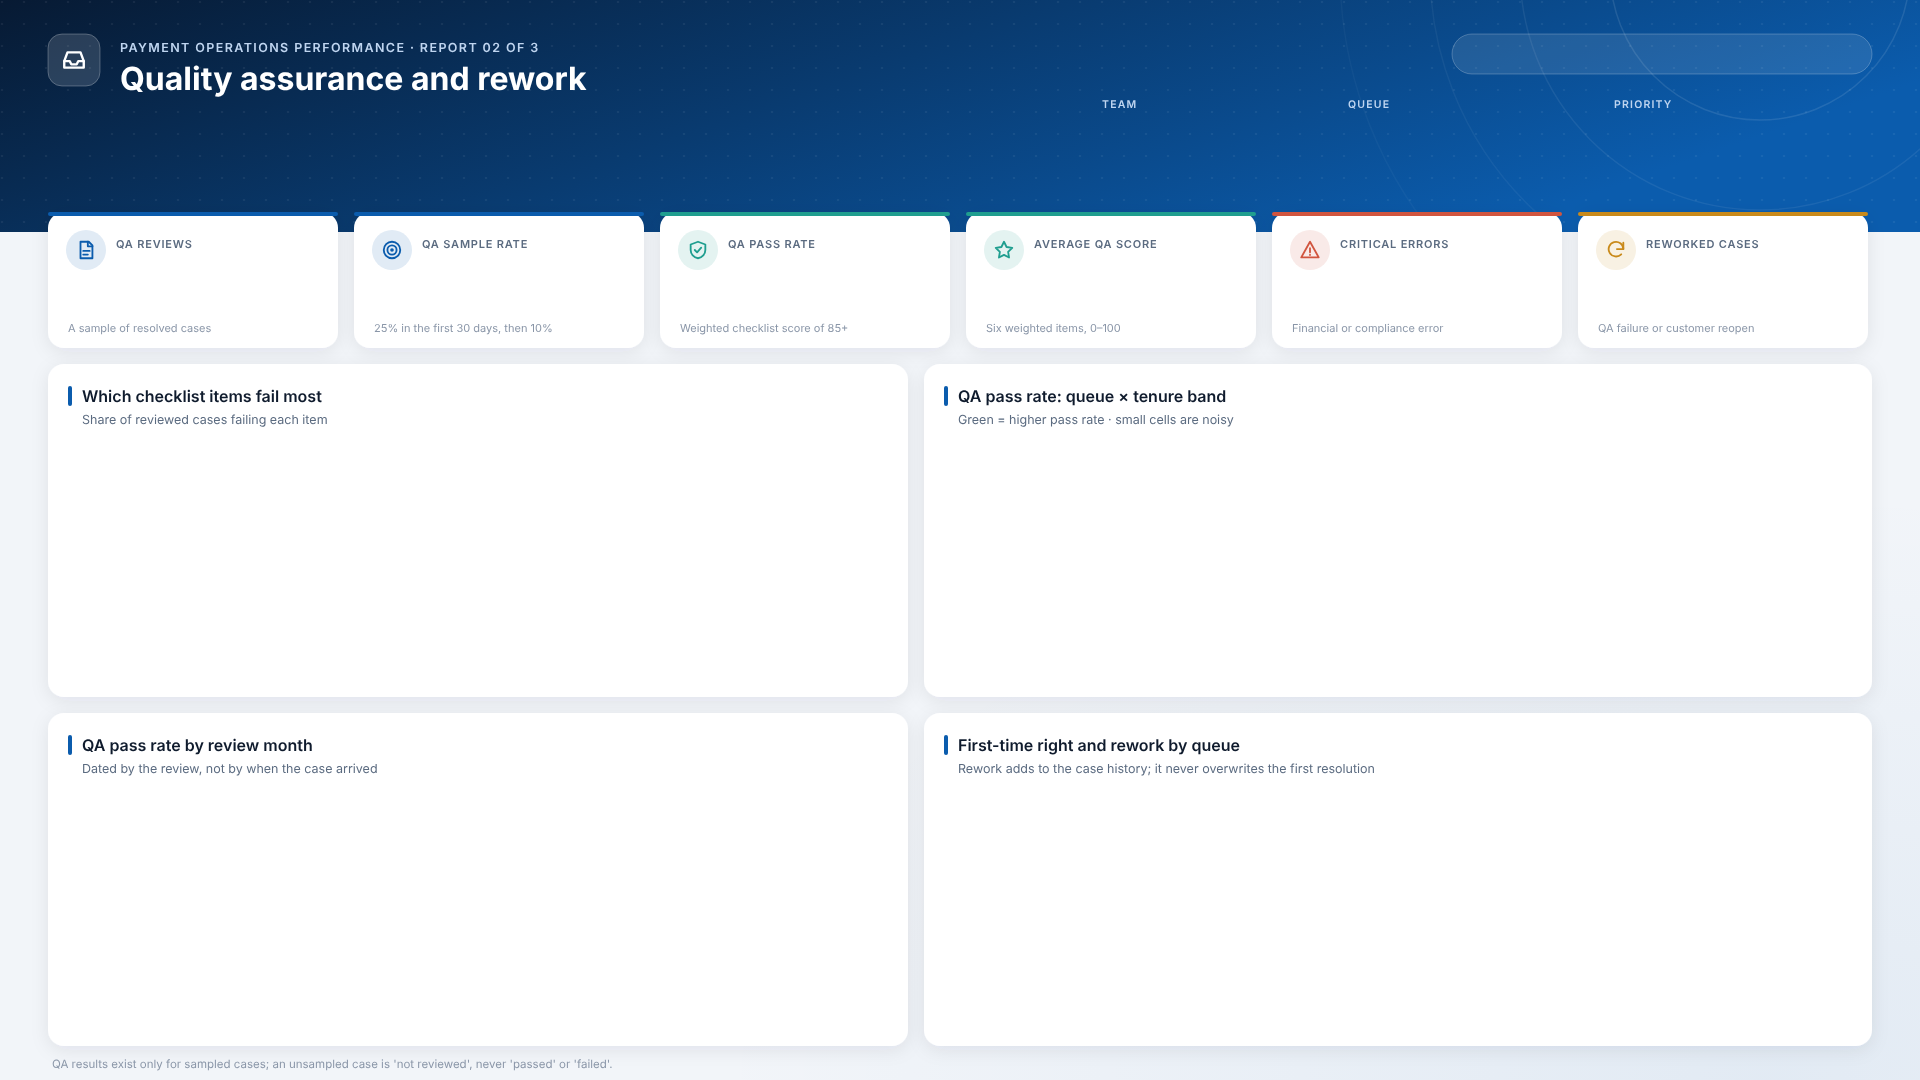 PAYMENT OPERATIONS PERFORMANCE · REPORT 02 OF 3
Quality assurance and rework
TEAM
QUEUE
PRIORITY
QA REVIEWS
A sample of resolved cases
QA SAMPLE RATE
25% in the first 30 days, then 10%
QA PASS RATE
Weighted checklist score of 85+
AVERAGE QA SCORE
Six weighted items, 0–100
CRITICAL ERRORS
Financial or compliance error
REWORKED CASES
QA failure or customer reopen
Which checklist items fail most
Share of reviewed cases failing each item
QA pass rate: queue × tenure band
Green = higher pass rate · small cells are noisy
QA pass rate by review month
Dated by the review, not by when the case arrived
First-time right and rework by queue
Rework adds to the case history; it never overwrites the first resolution
QA results exist only for sampled cases; an unsampled case is 'not reviewed', never 'passed' or 'failed'.